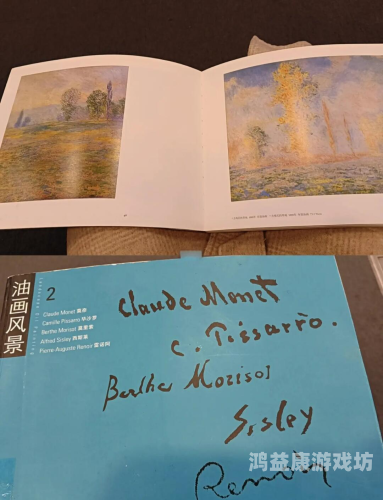 油画风景
2
Claude Monet 莫奈
Camille Pissarro 毕沙罗
Berthe Morisot 莫里索
Alfred Sisley 西斯莱
Pierre-Auguste Renoir 雷诺阿
Claude Monet
C. Pissarro.
Berthe Morisot
Sisley
Renoir
鸿益康游戏坊